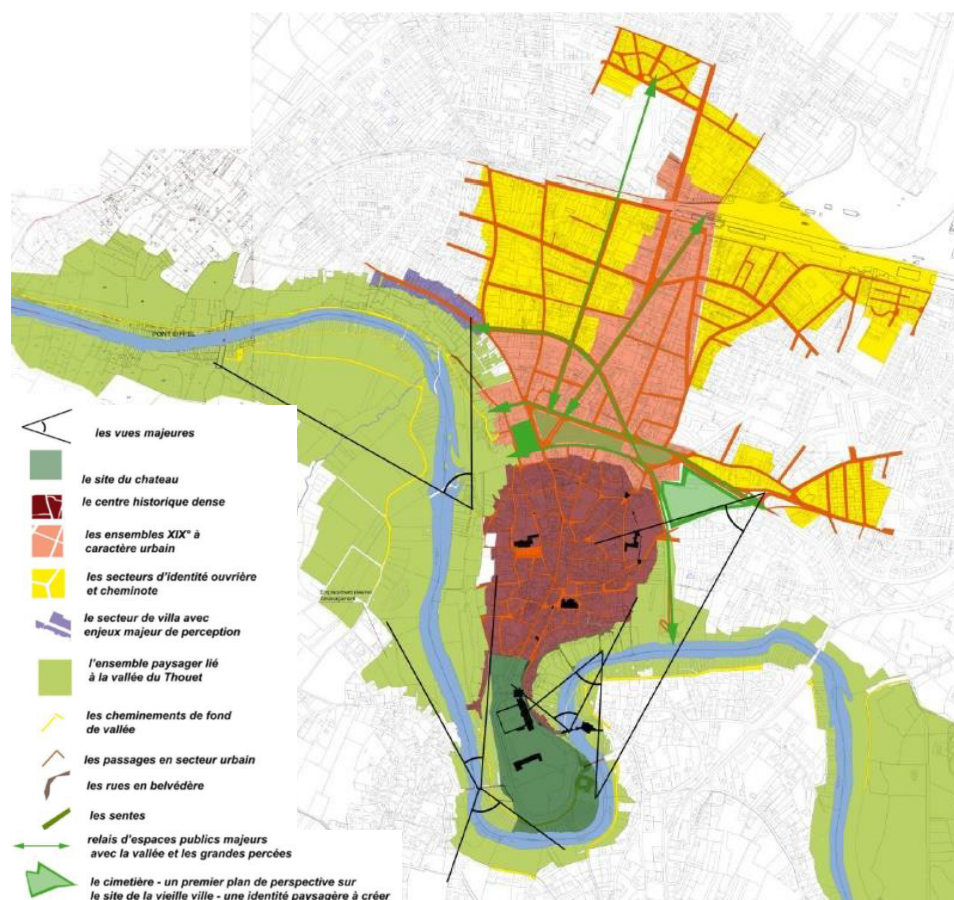 PONT EIFFEL
les vues majeures
le site du chateau
le centre historique dense
les ensembles XIX° à
caractère urbain
les secteurs d'identité ouvrière
et cheminote
le secteur de villa avec
enjeux majeur de perception
l'ensemble paysager lié
à la vallée du Thouet
les cheminements de fond
de vallée
les passages en secteur urbain
les rues en belvédère
les sentes
relais d'espaces publics majeurs
avec la vallée et les grandes percées
le cimetière - un premier plan de perspective sur
le site de la vieille ville - une identité paysagère à créer